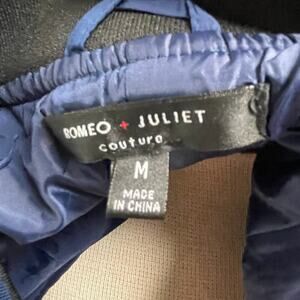 ROMEO + JULIET
couture
M
MADE
IN CHINA